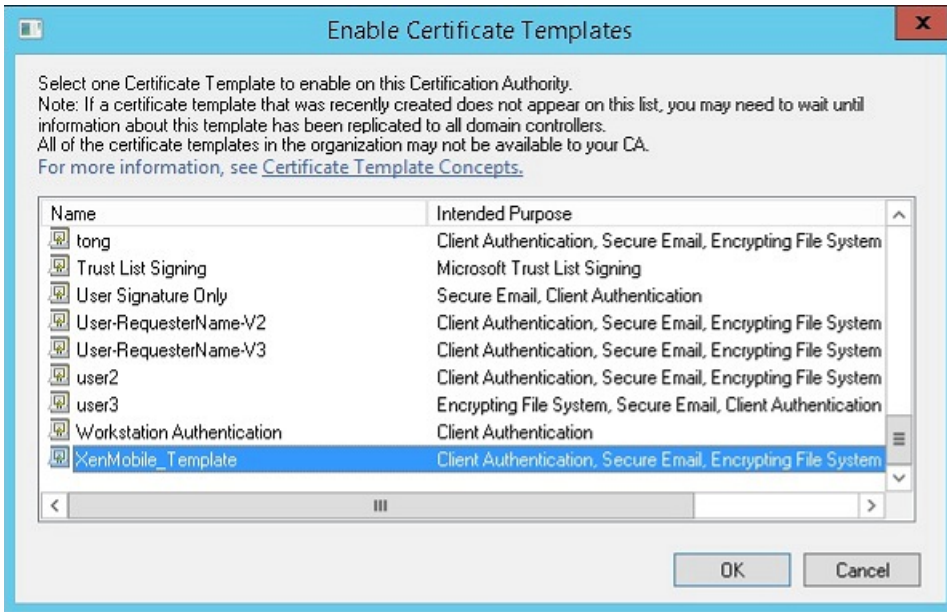 Enable Certificate Templates
x
Select one Certificate Template to enable on this Certification Authority.
Note: If a certificate template that was recently created does not appear on this list, you may need to wait until
information about this template has been replicated to all domain controllers.
All of the certificate templates in the organization may not be available to your CA.
For more information, see Certificate Template Concepts.
Name Intended Purpose
tong Client Authentication, Secure Email, Encrypting File System
Trust List Signing Microsoft Trust List Signing
User Signature Only Secure Email, Client Authentication
User-RequesterName-V2 Client Authentication, Secure Email, Encrypting File System
User-RequesterName-V3 Client Authentication, Secure Email, Encrypting File System
user2 Client Authentication, Secure Email, Encrypting File System
user3 Encrypting File System, Secure Email, Client Authentication
Workstation Authentication Client Authentication
XenMobile_Template Client Authentication, Secure Email, Encrypting File System
OK Cancel